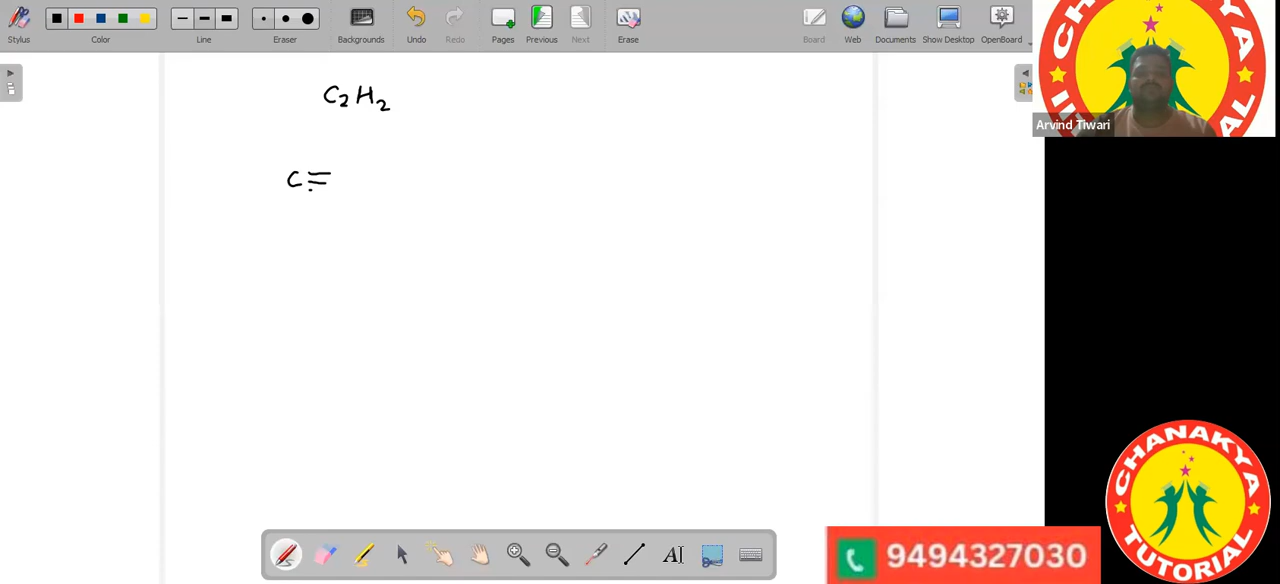 Stylus Color Line Eraser Backgrounds Undo Redo Pages Previous Next Erase Board Web Documents Show Desktop OpenBoard
C₂H₂
C≡
Arvind Tiwari
CHANAKYA
TUTORIAL
9494327030